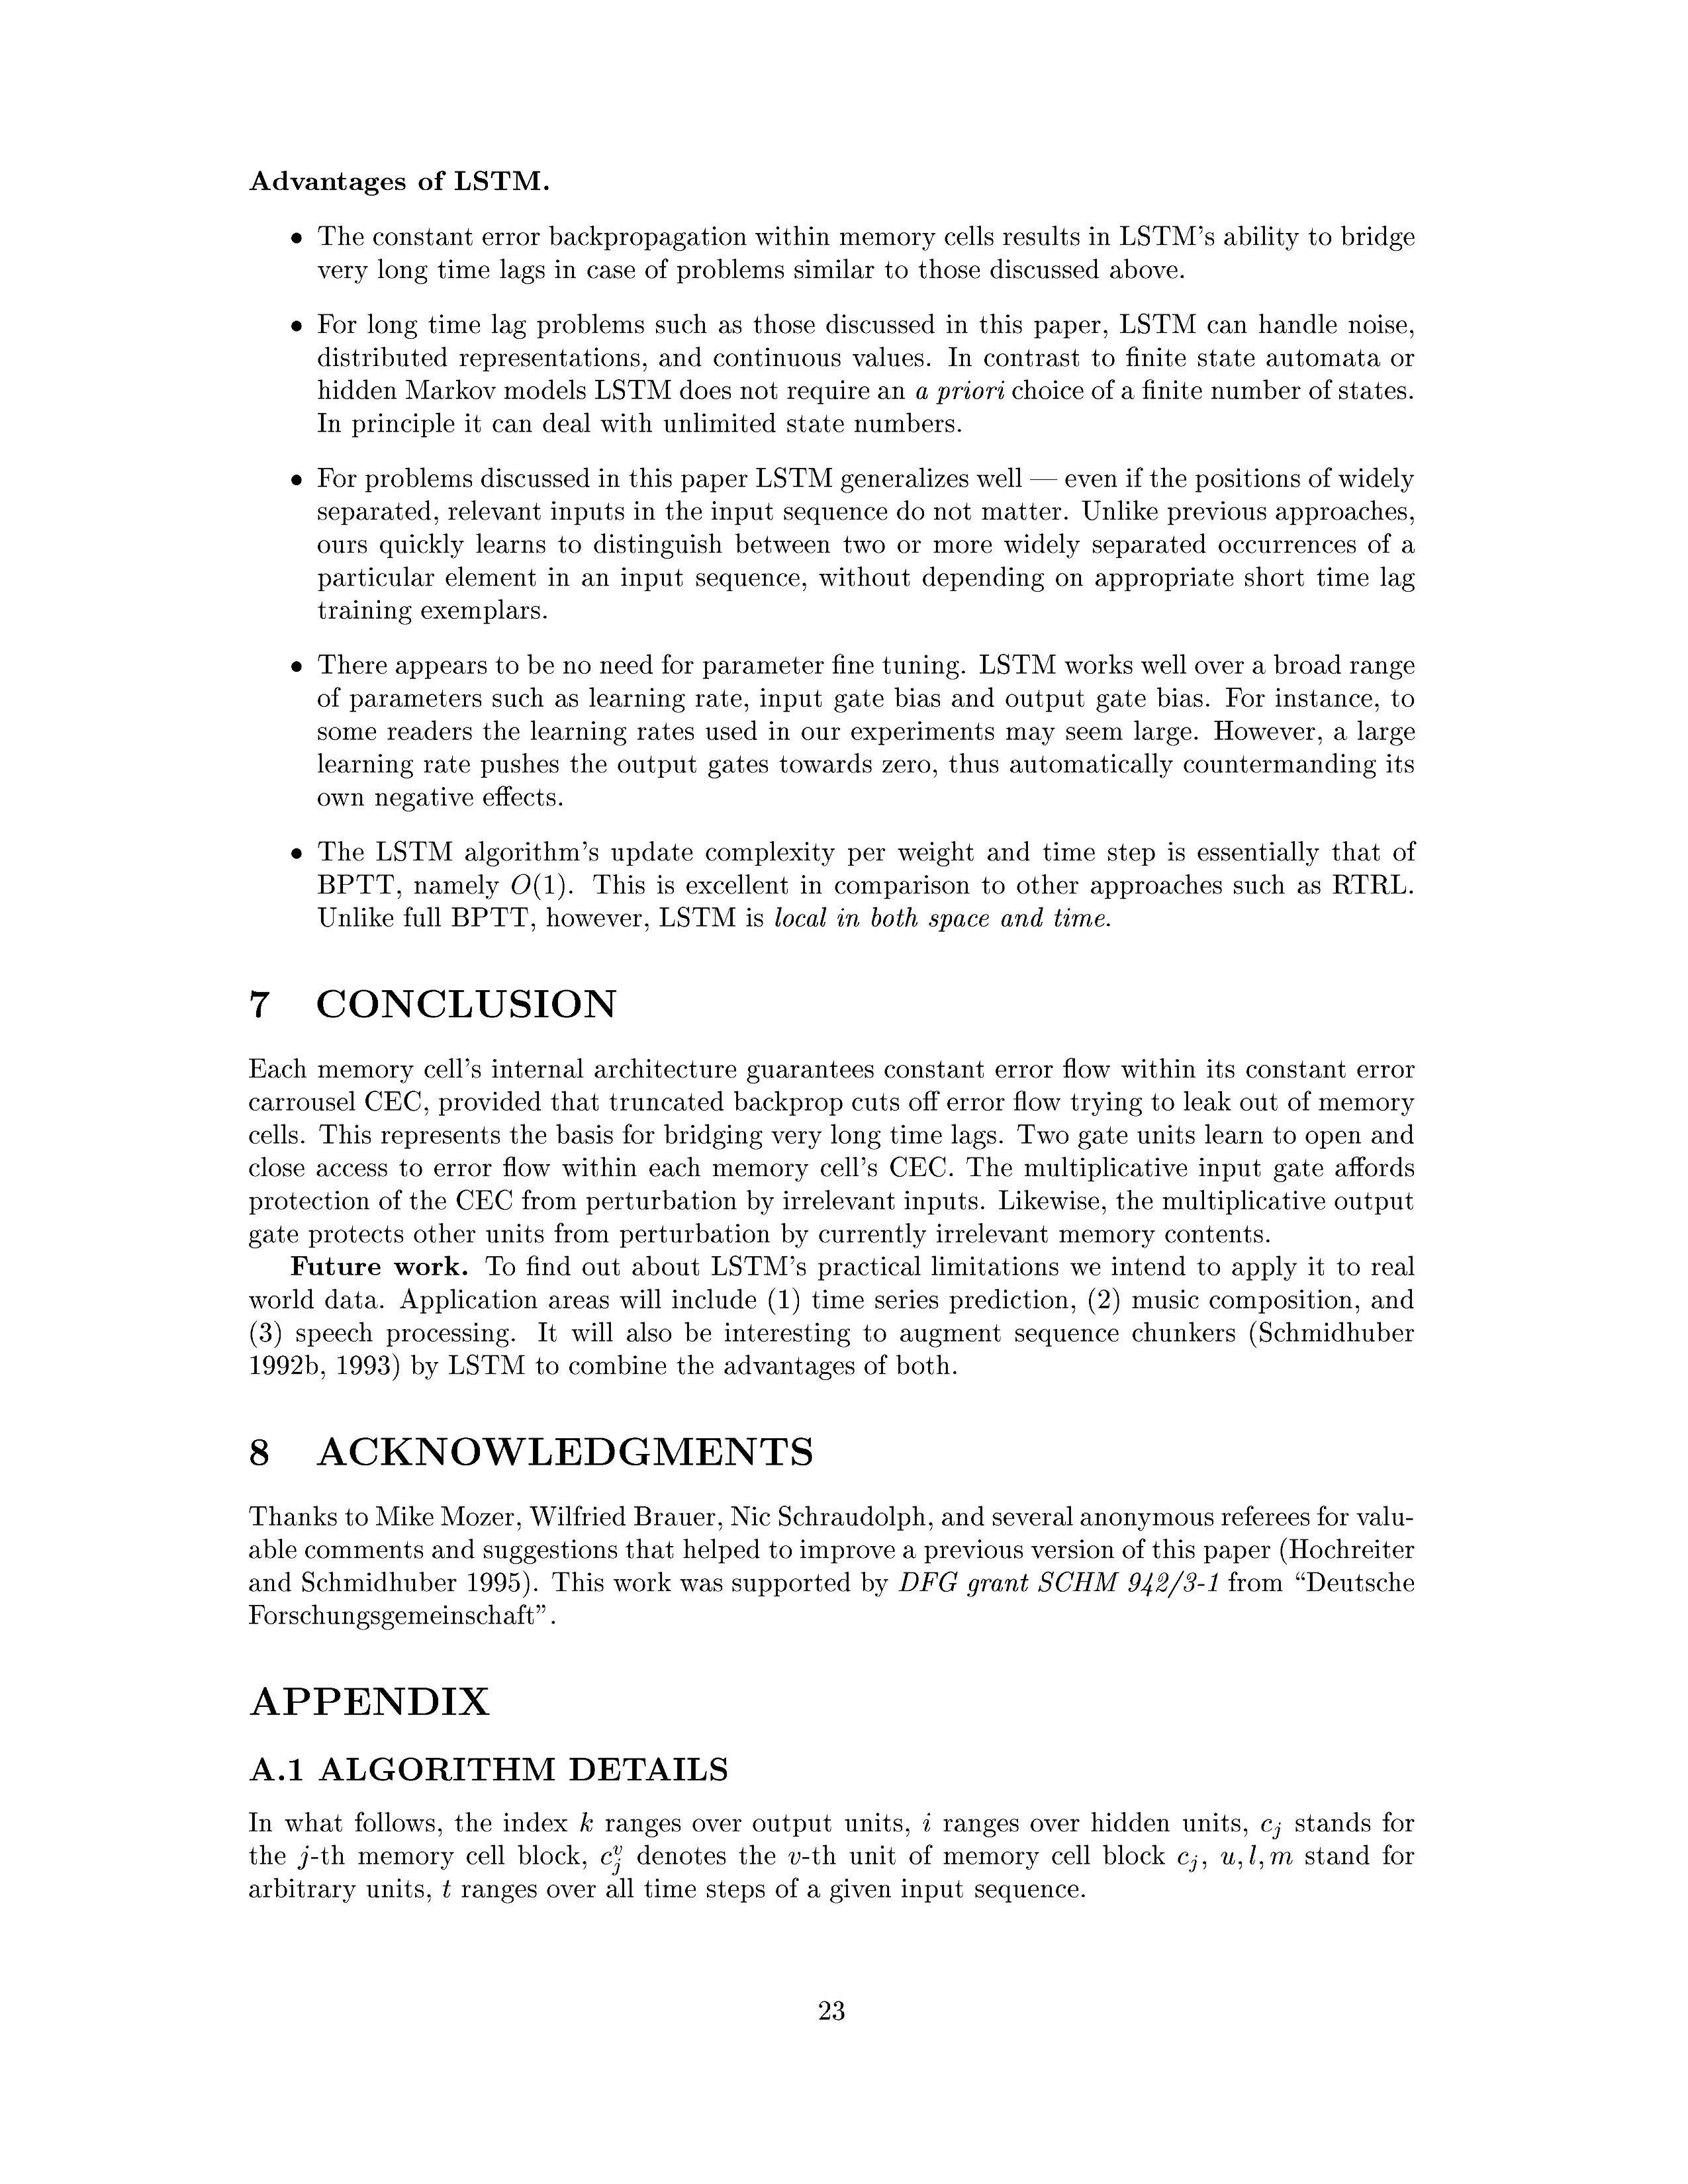 Advantages of LSTM.
• The constant error backpropagation within memory cells results in LSTM's ability to bridge
very long time lags in case of problems similar to those discussed above.
• For long time lag problems such as those discussed in this paper, LSTM can handle noise,
distributed representations, and continuous values. In contrast to finite state automata or
hidden Markov models LSTM does not require an a priori choice of a finite number of states.
In principle it can deal with unlimited state numbers.
• For problems discussed in this paper LSTM generalizes well — even if the positions of widely
separated, relevant inputs in the input sequence do not matter. Unlike previous approaches,
ours quickly learns to distinguish between two or more widely separated occurrences of a
particular element in an input sequence, without depending on appropriate short time lag
training exemplars.
• There appears to be no need for parameter fine tuning. LSTM works well over a broad range
of parameters such as learning rate, input gate bias and output gate bias. For instance, to
some readers the learning rates used in our experiments may seem large. However, a large
learning rate pushes the output gates towards zero, thus automatically countermanding its
own negative effects.
• The LSTM algorithm's update complexity per weight and time step is essentially that of
BPTT, namely O(1). This is excellent in comparison to other approaches such as RTRL.
Unlike full BPTT, however, LSTM is local in both space and time.
7 CONCLUSION
Each memory cell's internal architecture guarantees constant error flow within its constant error
carrousel CEC, provided that truncated backprop cuts off error flow trying to leak out of memory
cells. This represents the basis for bridging very long time lags. Two gate units learn to open and
close access to error flow within each memory cell's CEC. The multiplicative input gate affords
protection of the CEC from perturbation by irrelevant inputs. Likewise, the multiplicative output
gate protects other units from perturbation by currently irrelevant memory contents.
Future work. To find out about LSTM's practical limitations we intend to apply it to real
world data. Application areas will include (1) time series prediction, (2) music composition, and
(3) speech processing. It will also be interesting to augment sequence chunkers (Schmidhuber
1992b, 1993) by LSTM to combine the advantages of both.
8 ACKNOWLEDGMENTS
Thanks to Mike Mozer, Wilfried Brauer, Nic Schraudolph, and several anonymous referees for valu-
able comments and suggestions that helped to improve a previous version of this paper (Hochreiter
and Schmidhuber 1995). This work was supported by DFG grant SCHM 942/3-1 from “Deutsche
Forschungsgemeinschaft”.
APPENDIX
A.1 ALGORITHM DETAILS
In what follows, the index k ranges over output units, i ranges over hidden units, c_j stands for
the j-th memory cell block, c_j^v denotes the v-th unit of memory cell block c_j, u, l, m stand for
arbitrary units, t ranges over all time steps of a given input sequence.
23